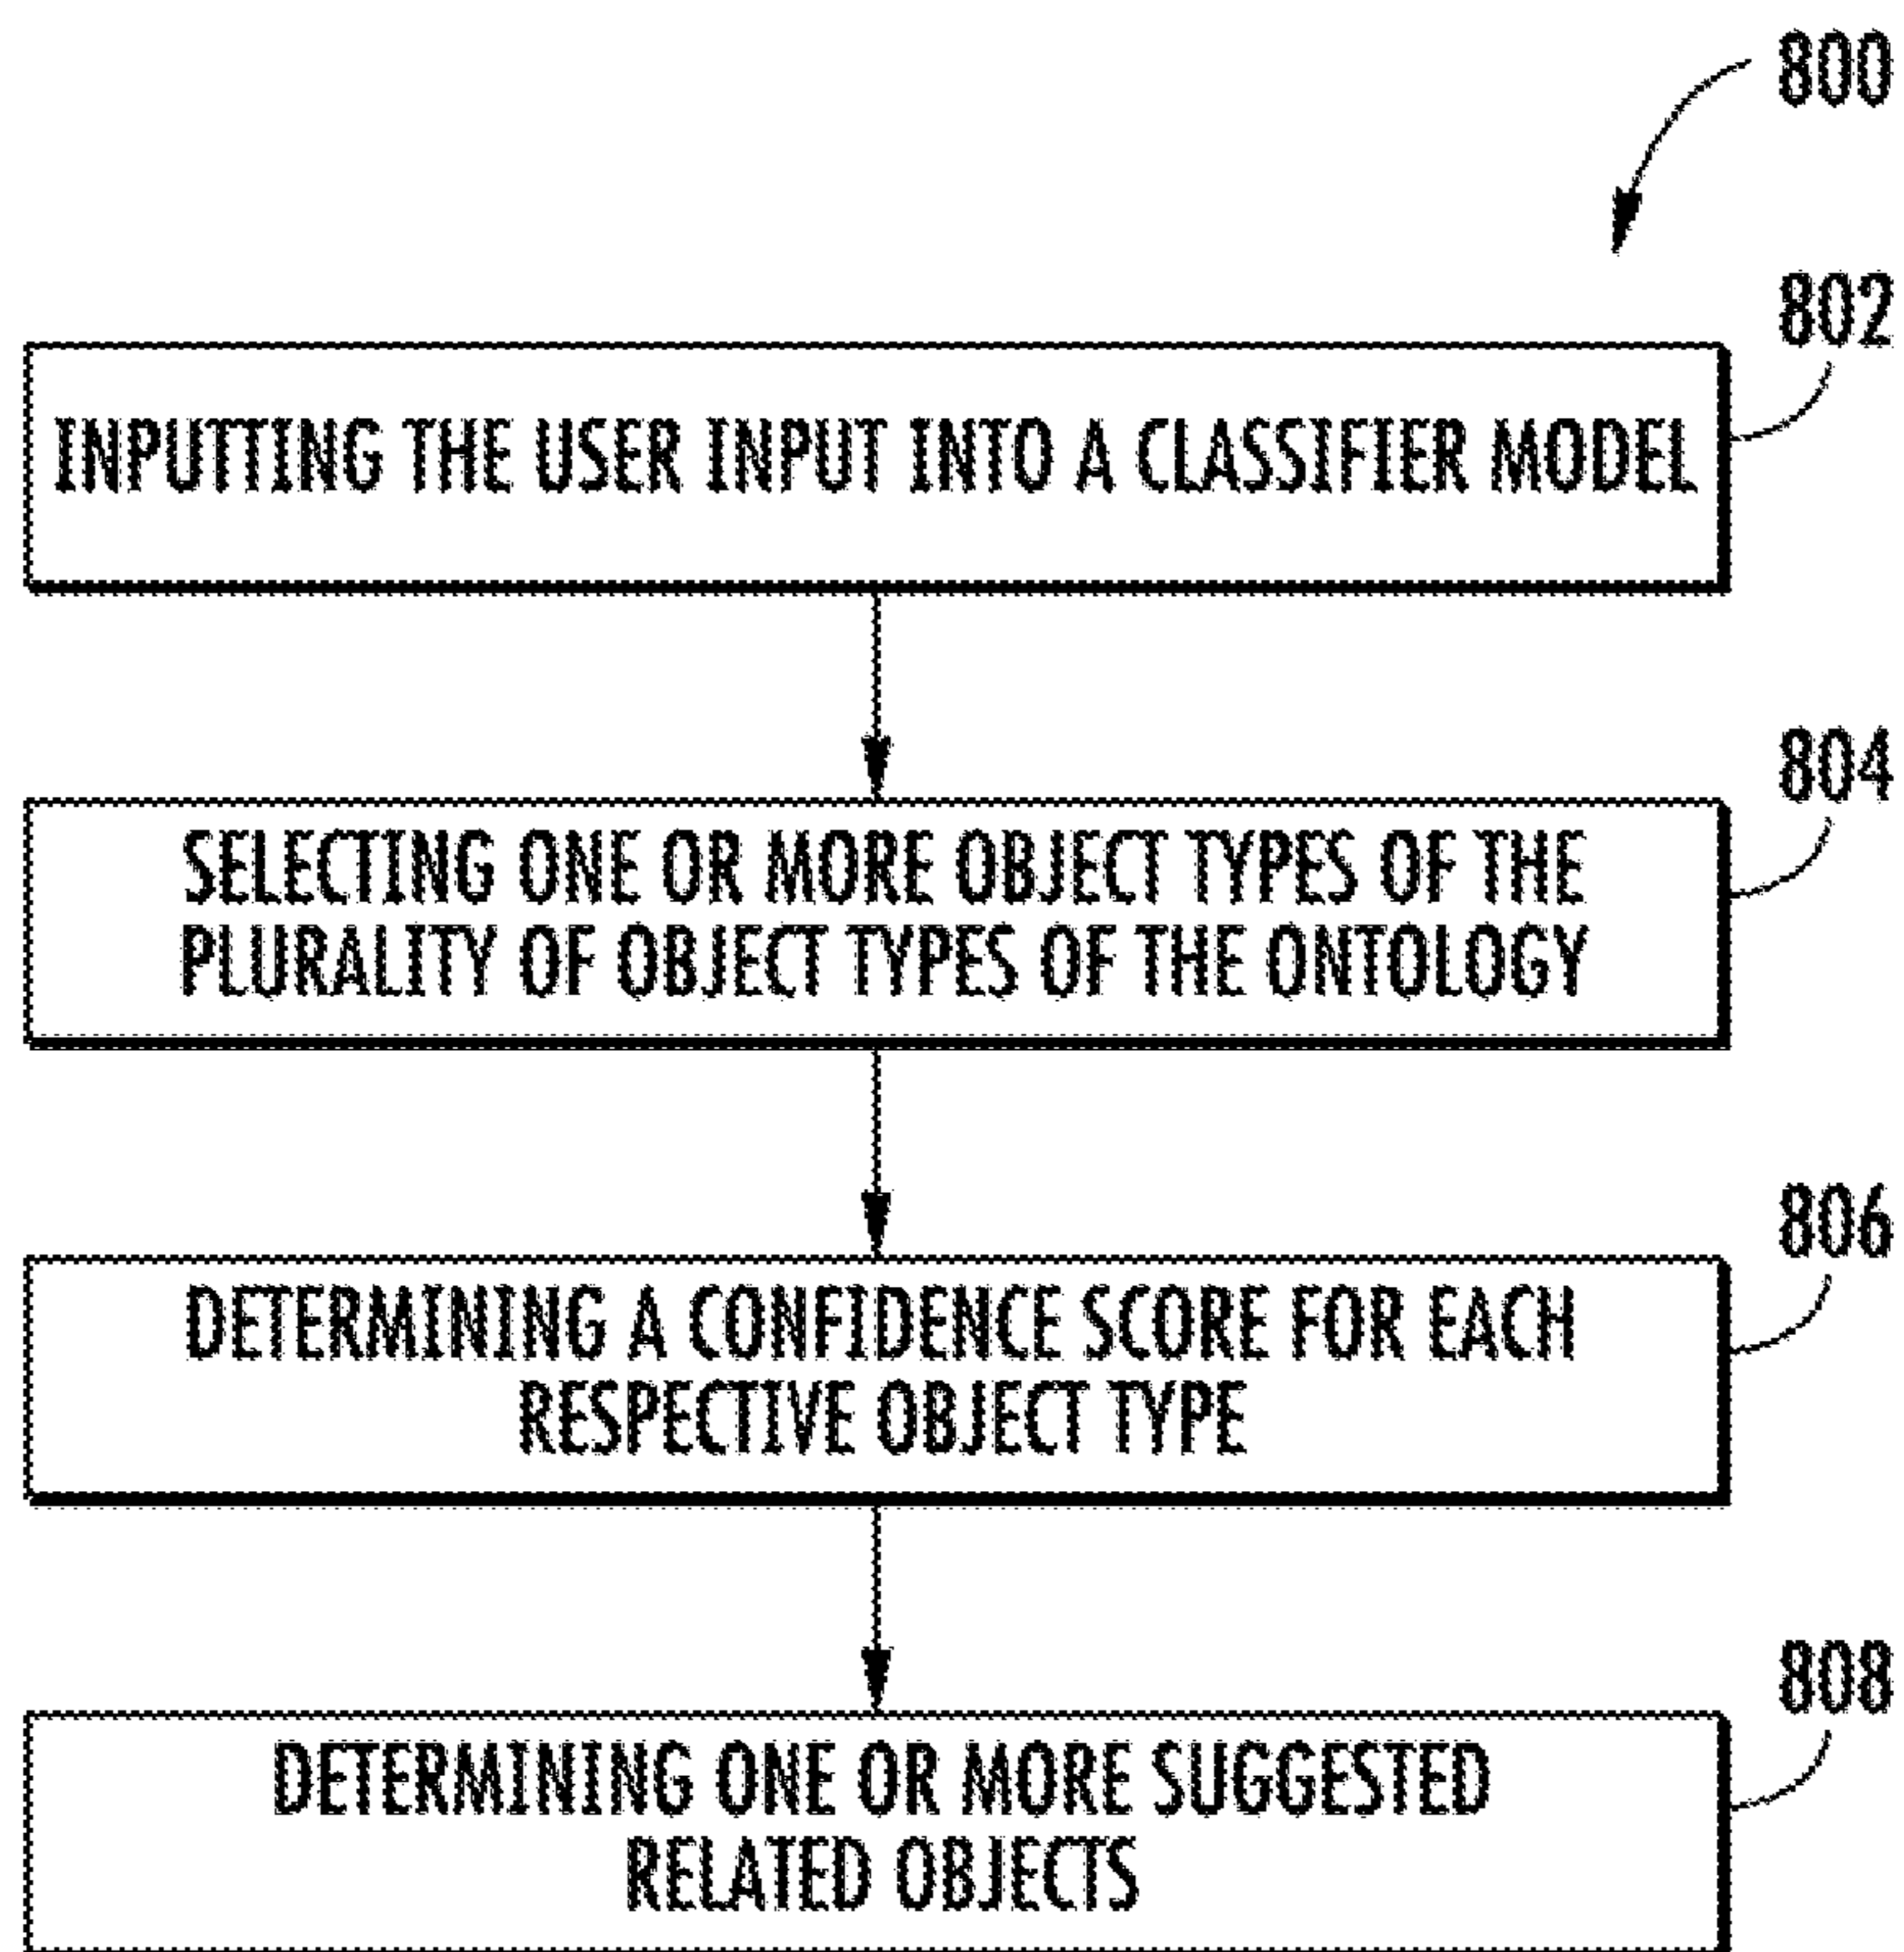 800
802
INPUTTING THE USER INPUT INTO A CLASSIFIER MODEL
804
SELECTING ONE OR MORE OBJECT TYPES OF THE
PLURALITY OF OBJECT TYPES OF THE ONTOLOGY
806
DETERMINING A CONFIDENCE SCORE FOR EACH
RESPECTIVE OBJECT TYPE
808
DETERMINING ONE OR MORE SUGGESTED
RELATED OBJECTS